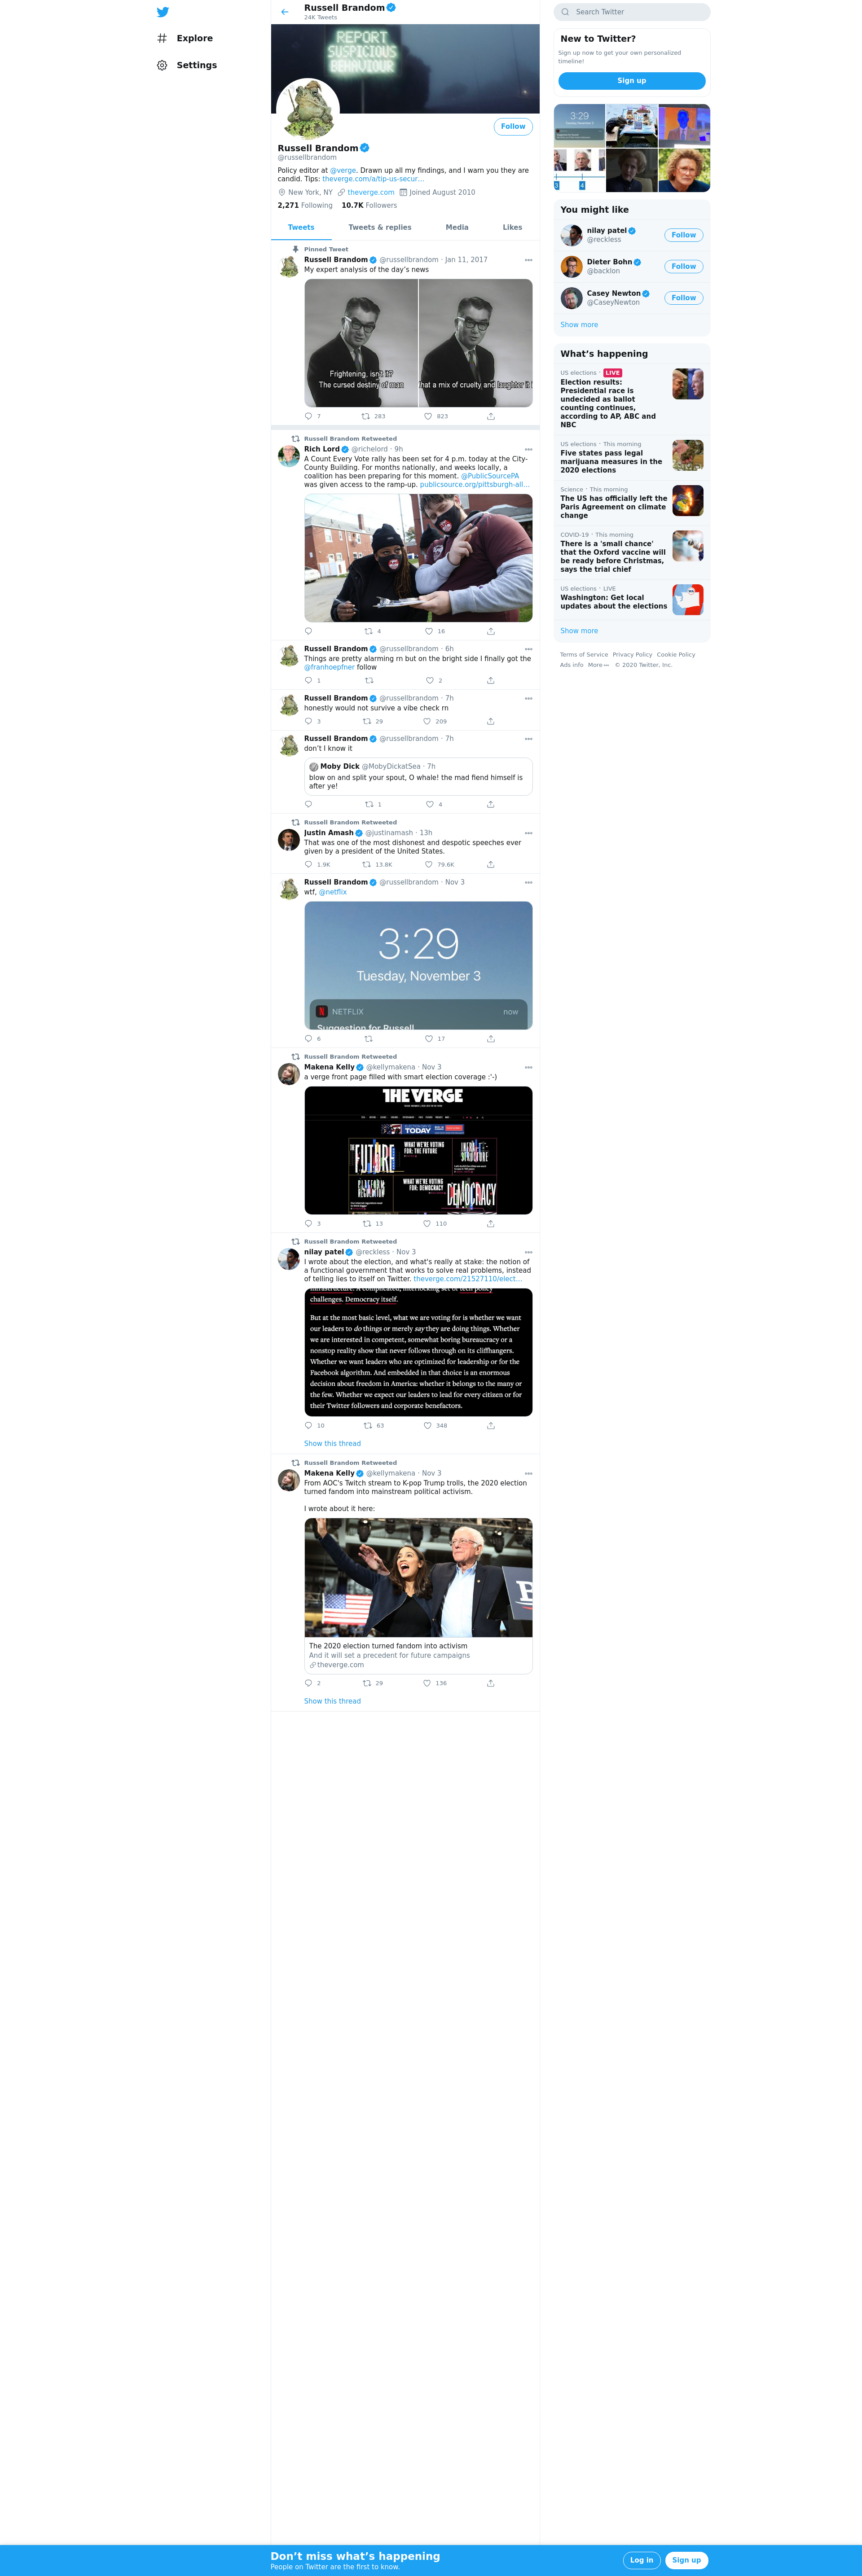 Explore
Settings
Russell Brandom
24K Tweets
REPORT
SUSPICIOUS
BEHAVIOUR
Follow
Russell Brandom
@russellbrandom
Policy editor at @verge. Drawn up all my findings, and I warn you they are
candid. Tips: theverge.com/a/tip-us-secur…
New York, NY theverge.com Joined August 2010
2,271 Following 10.7K Followers
Tweets Tweets & replies Media Likes
Pinned Tweet
Russell Brandom @russellbrandom · Jan 11, 2017
My expert analysis of the day's news
Frightening, isn't it?
The cursed destiny of man
that a mix of cruelty and laughter it i
7 283 823
Russell Brandom Retweeted
Rich Lord @richelord · 9h
A Count Every Vote rally has been set for 4 p.m. today at the City-
County Building. For months nationally, and weeks locally, a
coalition has been preparing for this moment. @PublicSourcePA
was given access to the ramp-up. publicsource.org/pittsburgh-all…
4 16
Russell Brandom @russellbrandom · 6h
Things are pretty alarming rn but on the bright side I finally got the
@franhoepfner follow
1 2
Russell Brandom @russellbrandom · 7h
honestly would not survive a vibe check rn
3 29 209
Russell Brandom @russellbrandom · 7h
don't I know it
Moby Dick @MobyDickatSea · 7h
blow on and split your spout, O whale! the mad fiend himself is
after ye!
1 4
Russell Brandom Retweeted
Justin Amash @justinamash · 13h
That was one of the most dishonest and despotic speeches ever
given by a president of the United States.
1.9K 13.8K 79.6K
Russell Brandom @russellbrandom · Nov 3
wtf, @netflix
3:29
Tuesday, November 3
NETFLIX now
Suggestion for Russell
6 17
Russell Brandom Retweeted
Makena Kelly @kellymakena · Nov 3
a verge front page filled with smart election coverage :'-)
THE VERGE
TODAY
THE FUTURE
WHAT WE'RE VOTING
FOR: THE FUTURE
INFRASTRUCTURE
PLATFORM
REGULATION
WHAT WE'RE VOTING
FOR: DEMOCRACY
DEMOCRACY
3 13 110
Russell Brandom Retweeted
nilay patel @reckless · Nov 3
I wrote about the election, and what's really at stake: the notion of
a functional government that works to solve real problems, instead
of telling lies to itself on Twitter. theverge.com/21527110/elect…
infrastructure. A complicated, interlocking set of tech policy
challenges. Democracy itself.
But at the most basic level, what we are voting for is whether we want
our leaders to do things or merely say they are doing things. Whether
we are interested in competent, somewhat boring bureaucracy or a
nonstop reality show that never follows through on its cliffhangers.
Whether we want leaders who are optimized for leadership or for the
Facebook algorithm. And embedded in that choice is an enormous
decision about freedom in America: whether it belongs to the many or
the few. Whether we expect our leaders to lead for every citizen or for
their Twitter followers and corporate benefactors.
10 63 348
Show this thread
Russell Brandom Retweeted
Makena Kelly @kellymakena · Nov 3
From AOC's Twitch stream to K-pop Trump trolls, the 2020 election
turned fandom into mainstream political activism.
I wrote about it here:
The 2020 election turned fandom into activism
And it will set a precedent for future campaigns
theverge.com
2 29 136
Show this thread
Search Twitter
New to Twitter?
Sign up now to get your own personalized
timeline!
Sign up
3:29
Tuesday, November 3
3 4
You might like
nilay patel
@reckless
Follow
Dieter Bohn
@backlon
Follow
Casey Newton
@CaseyNewton
Follow
Show more
What's happening
US elections · LIVE
Election results:
Presidential race is
undecided as ballot
counting continues,
according to AP, ABC and
NBC
US elections · This morning
Five states pass legal
marijuana measures in the
2020 elections
Science · This morning
The US has officially left the
Paris Agreement on climate
change
COVID-19 · This morning
There is a 'small chance'
that the Oxford vaccine will
be ready before Christmas,
says the trial chief
US elections · LIVE
Washington: Get local
updates about the elections
Show more
Terms of Service Privacy Policy Cookie Policy
Ads info More © 2020 Twitter, Inc.
Don't miss what's happening
People on Twitter are the first to know.
Log in
Sign up